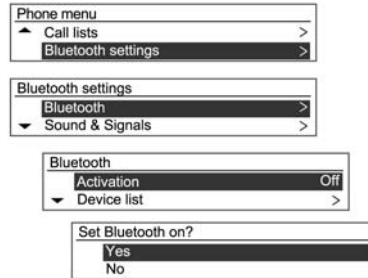 Phone menu
Call lists >
Bluetooth settings >
Bluetooth settings
Bluetooth >
Sound & Signals >
Bluetooth
Activation Off
Device list >
Set Bluetooth on?
Yes
No